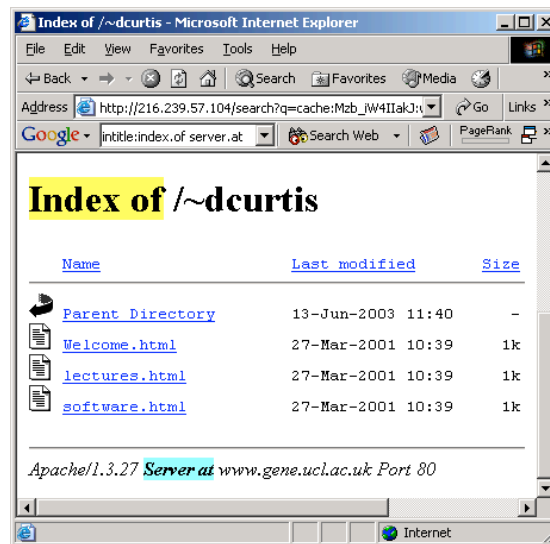 Index of /~dcurtis - Microsoft Internet Explorer
File Edit View Favorites Tools Help
Back Search Favorites Media »
Address http://216.239.57.104/search?q=cache:Mzb_jW4IIakJ: Go Links »
Google intitle:index.of server.at Search Web PageRank »
Index of /~dcurtis
Name Last modified Size
Parent Directory 13-Jun-2003 11:40 -
Welcome.html 27-Mar-2001 10:39 1k
lectures.html 27-Mar-2001 10:39 1k
software.html 27-Mar-2001 10:39 1k
Apache/1.3.27 Server at www.gene.ucl.ac.uk Port 80
Internet